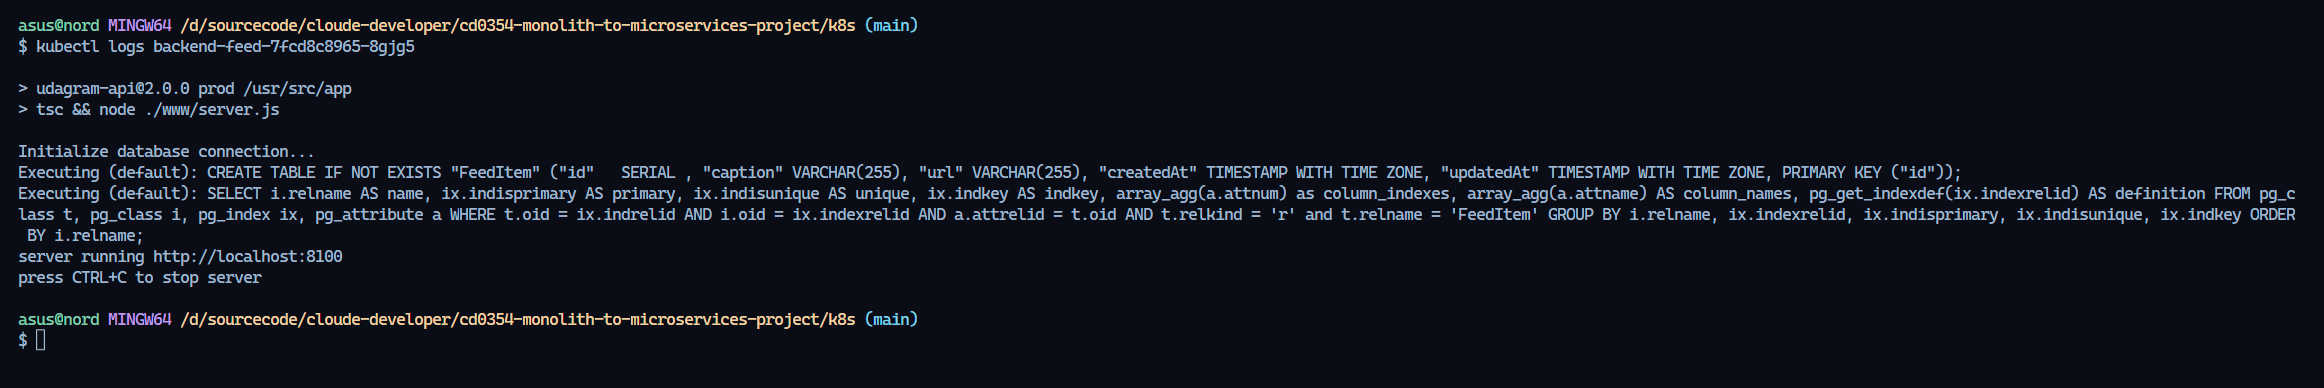 asus@nord MINGW64 /d/sourcecode/cloude-developer/cd0354-monolith-to-microservices-project/k8s (main)
$ kubectl logs backend-feed-7fcd8c8965-8gjg5
> udagram-api@2.0.0 prod /usr/src/app
> tsc && node ./www/server.js
Initialize database connection...
Executing (default): CREATE TABLE IF NOT EXISTS "FeedItem" ("id"   SERIAL , "caption" VARCHAR(255), "url" VARCHAR(255), "createdAt" TIMESTAMP WITH TIME ZONE, "updatedAt" TIMESTAMP WITH TIME ZONE, PRIMARY KEY ("id"));
Executing (default): SELECT i.relname AS name, ix.indisprimary AS primary, ix.indisunique AS unique, ix.indkey AS indkey, array_agg(a.attnum) as column_indexes, array_agg(a.attname) AS column_names, pg_get_indexdef(ix.indexrelid) AS definition FROM pg_c
lass t, pg_class i, pg_index ix, pg_attribute a WHERE t.oid = ix.indrelid AND i.oid = ix.indexrelid AND a.attrelid = t.oid AND t.relkind = 'r' and t.relname = 'FeedItem' GROUP BY i.relname, ix.indexrelid, ix.indisprimary, ix.indisunique, ix.indkey ORDER
 BY i.relname;
server running http://localhost:8100
press CTRL+C to stop server
asus@nord MINGW64 /d/sourcecode/cloude-developer/cd0354-monolith-to-microservices-project/k8s (main)
$